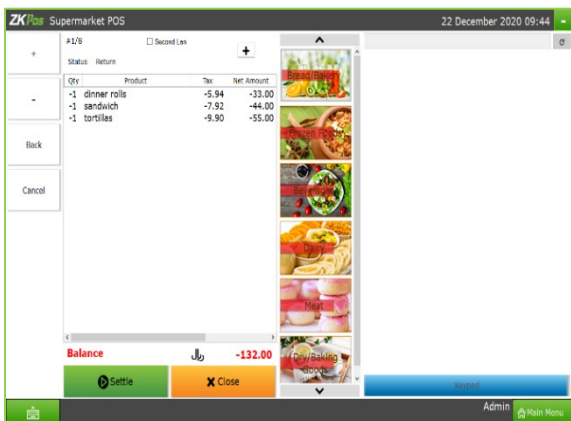 ZKPos Supermarket POS 22 December 2020 09:44 -
+
-
Back
Cancel
#1/6 Second Lan +
Status Return
Qty Product Tax Net Amount
-1 dinner rolls -5.94 -33.00
-1 sandwich -7.92 -44.00
-1 tortillas -9.90 -55.00
Balance ريال -132.00
Settle
X Close
Bread/Bakery
Frozen Foods
Beverages
Dairy
Meat
Dry/Baking Goods
Keypad
Admin Main Menu